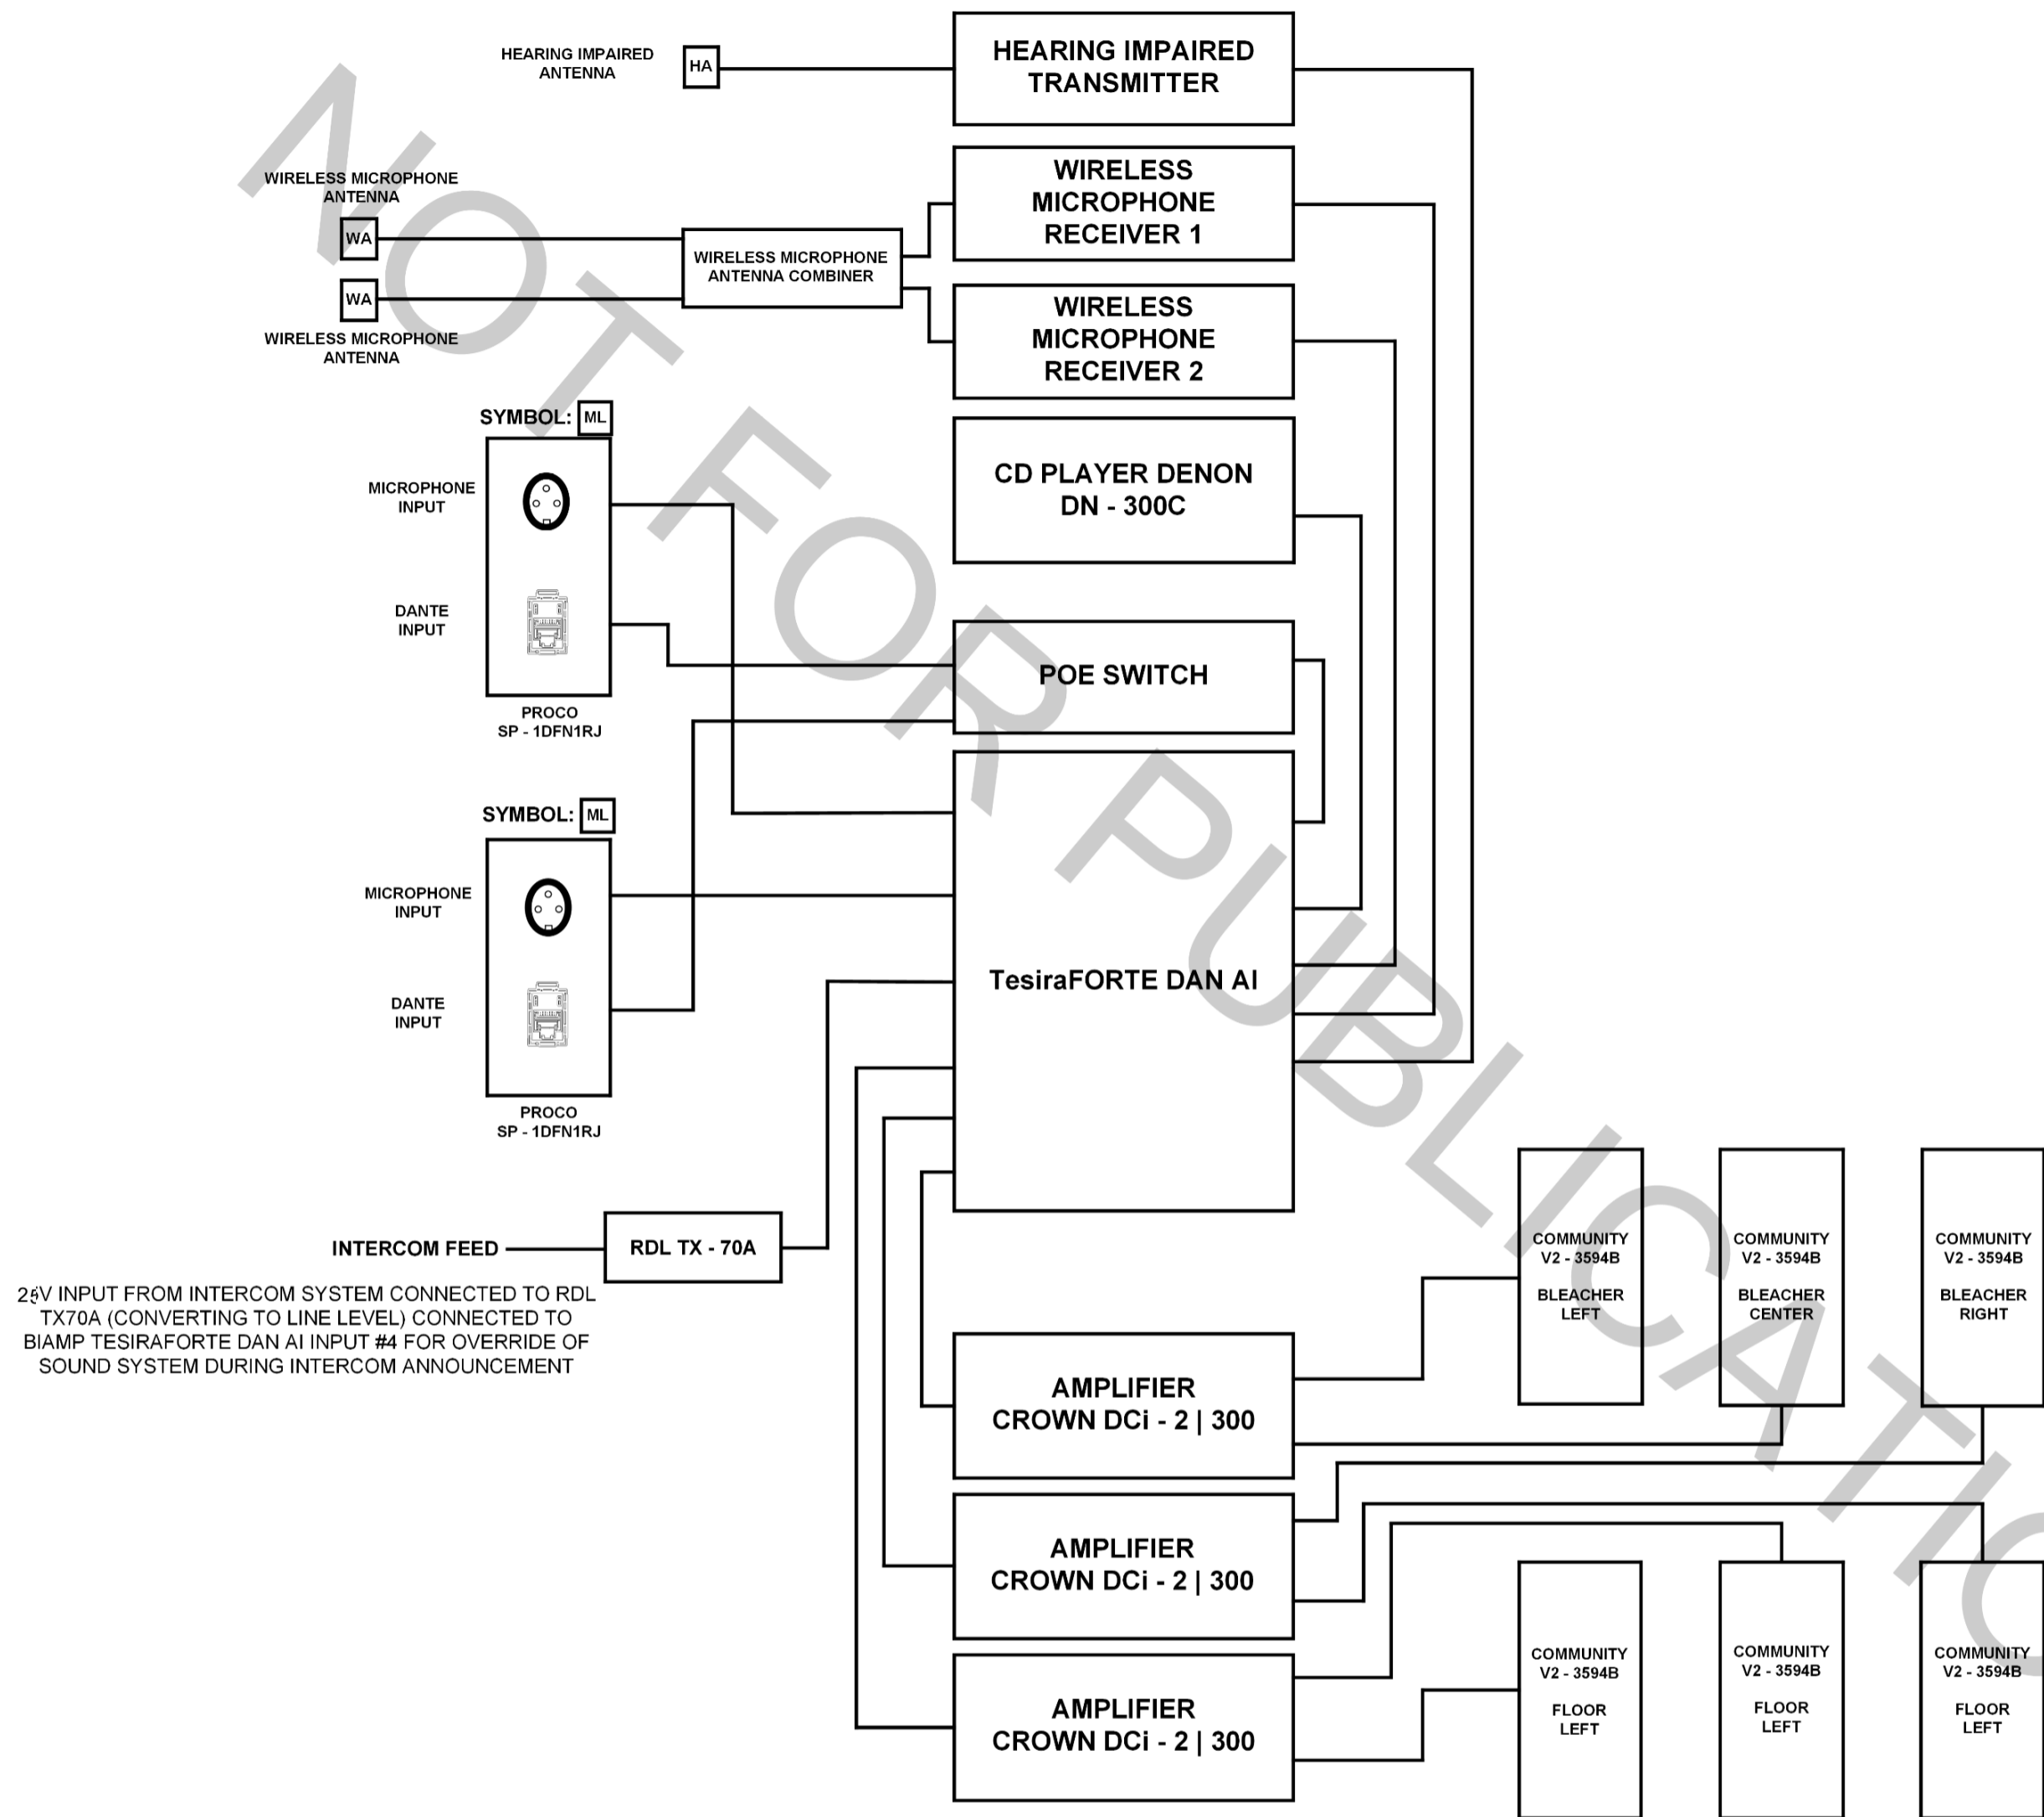 HEARING IMPAIRED
ANTENNA
HA
HEARING IMPAIRED
TRANSMITTER
WIRELESS MICROPHONE
ANTENNA
WA
WA
WIRELESS MICROPHONE
ANTENNA
WIRELESS MICROPHONE
ANTENNA COMBINER
WIRELESS
MICROPHONE
RECEIVER 1
WIRELESS
MICROPHONE
RECEIVER 2
SYMBOL: ML
MICROPHONE
INPUT
DANTE
INPUT
PROCO
SP - 1DFN1RJ
CD PLAYER DENON
DN - 300C
POE SWITCH
SYMBOL: ML
MICROPHONE
INPUT
DANTE
INPUT
PROCO
SP - 1DFN1RJ
TesiraFORTE DAN AI
INTERCOM FEED
RDL TX - 70A
25V INPUT FROM INTERCOM SYSTEM CONNECTED TO RDL
TX70A (CONVERTING TO LINE LEVEL) CONNECTED TO
BIAMP TESIRAFORTE DAN AI INPUT #4 FOR OVERRIDE OF
SOUND SYSTEM DURING INTERCOM ANNOUNCEMENT
COMMUNITY
V2 - 3594B
BLEACHER
LEFT
COMMUNITY
V2 - 3594B
BLEACHER
CENTER
COMMUNITY
V2 - 3594B
BLEACHER
RIGHT
AMPLIFIER
CROWN DCi - 2 | 300
AMPLIFIER
CROWN DCi - 2 | 300
AMPLIFIER
CROWN DCi - 2 | 300
COMMUNITY
V2 - 3594B
FLOOR
LEFT
COMMUNITY
V2 - 3594B
FLOOR
LEFT
COMMUNITY
V2 - 3594B
FLOOR
LEFT
NOT FOR PUBLICATIO